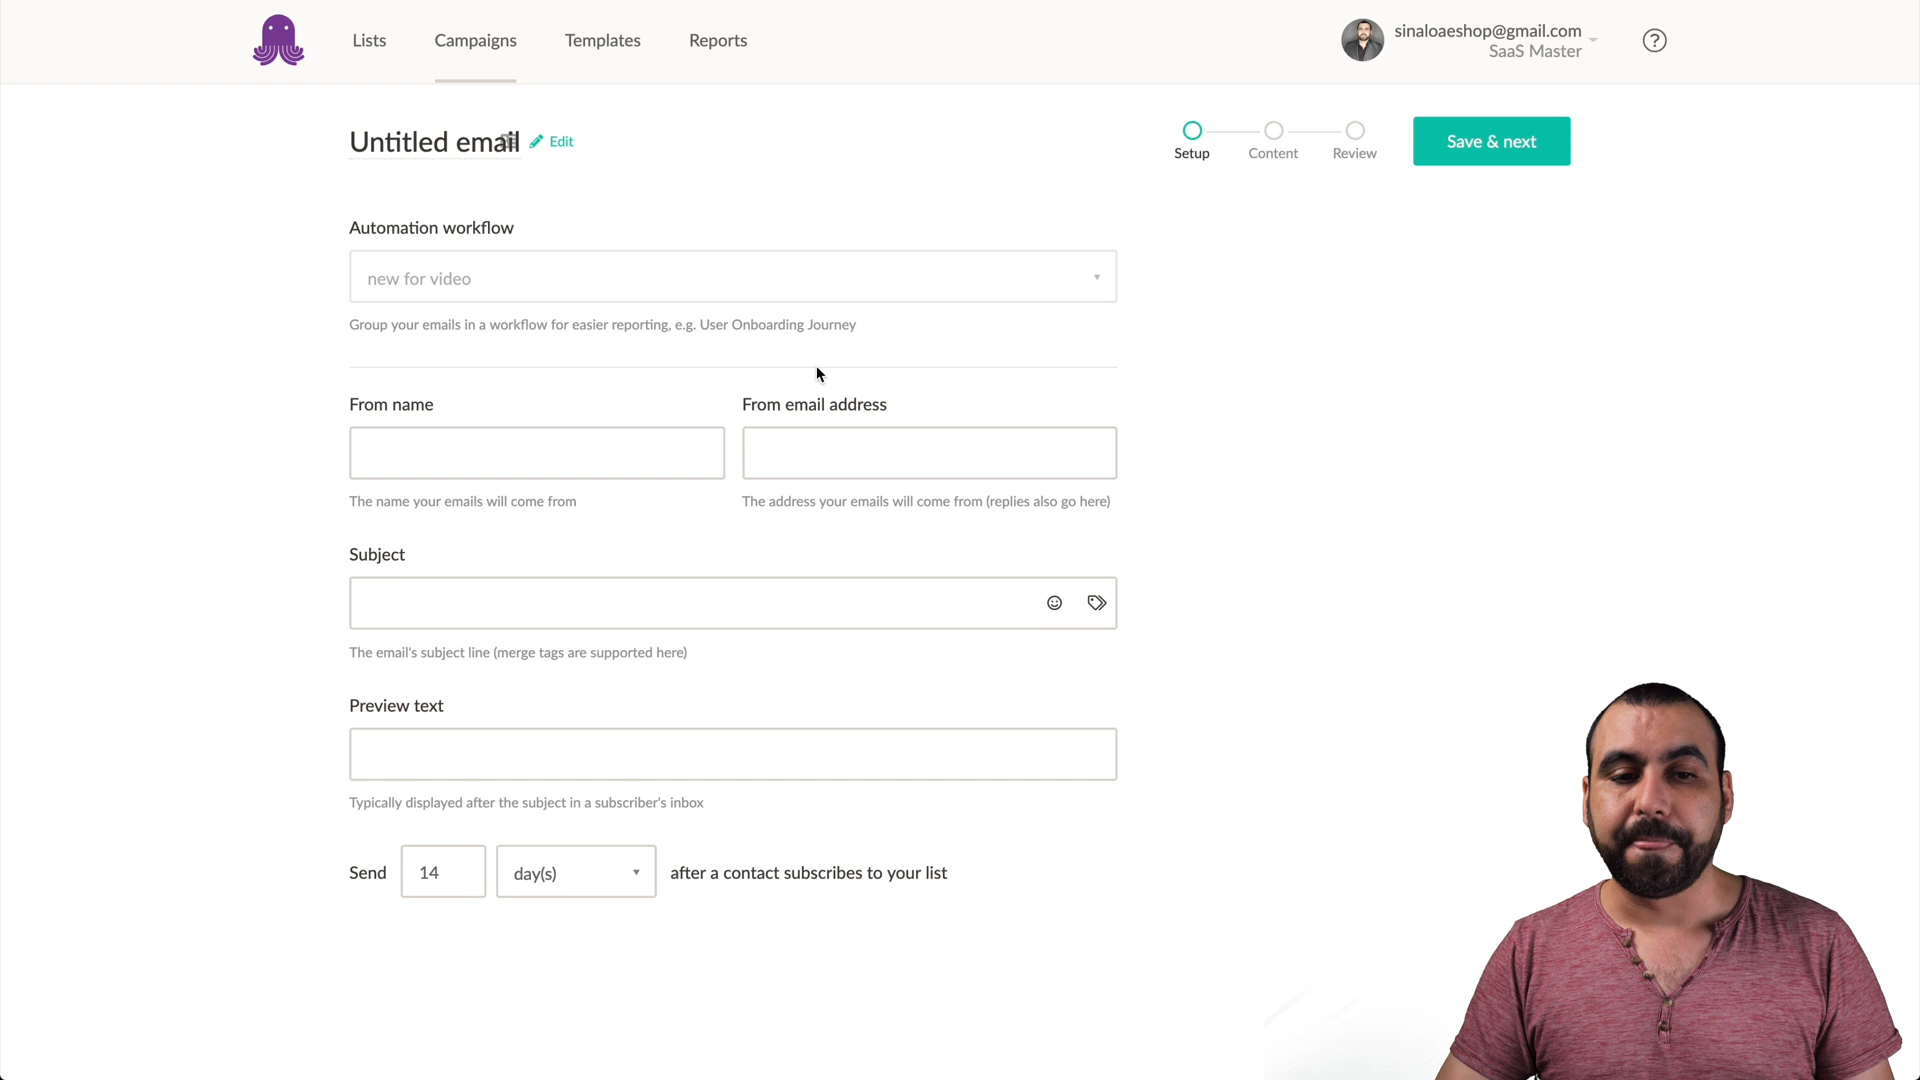 Lists
Campaigns
Templates
Reports
sinaloaeshop@gmail.com
SaaS Master
?
Untitled email
Edit
Setup
Content
Review
Save & next
Automation workflow
new for video
Group your emails in a workflow for easier reporting, e.g. User Onboarding Journey
From name
From email address
The name your emails will come from
The address your emails will come from (replies also go here)
Subject
The email's subject line (merge tags are supported here)
Preview text
Typically displayed after the subject in a subscriber's inbox
Send 14 day(s) after a contact subscribes to your list